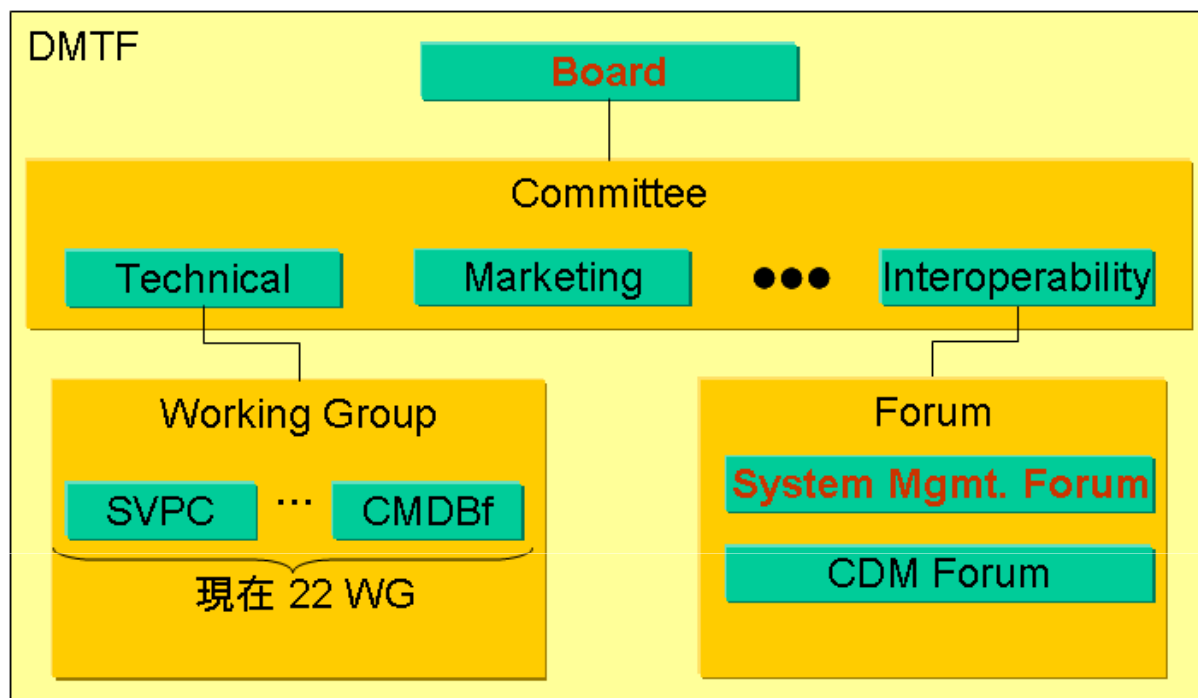 DMTF
Board
Committee
Technical
Marketing
●●●
Interoperability
Working Group
SVPC
...
CMDBf
現在 22 WG
Forum
System Mgmt. Forum
CDM Forum